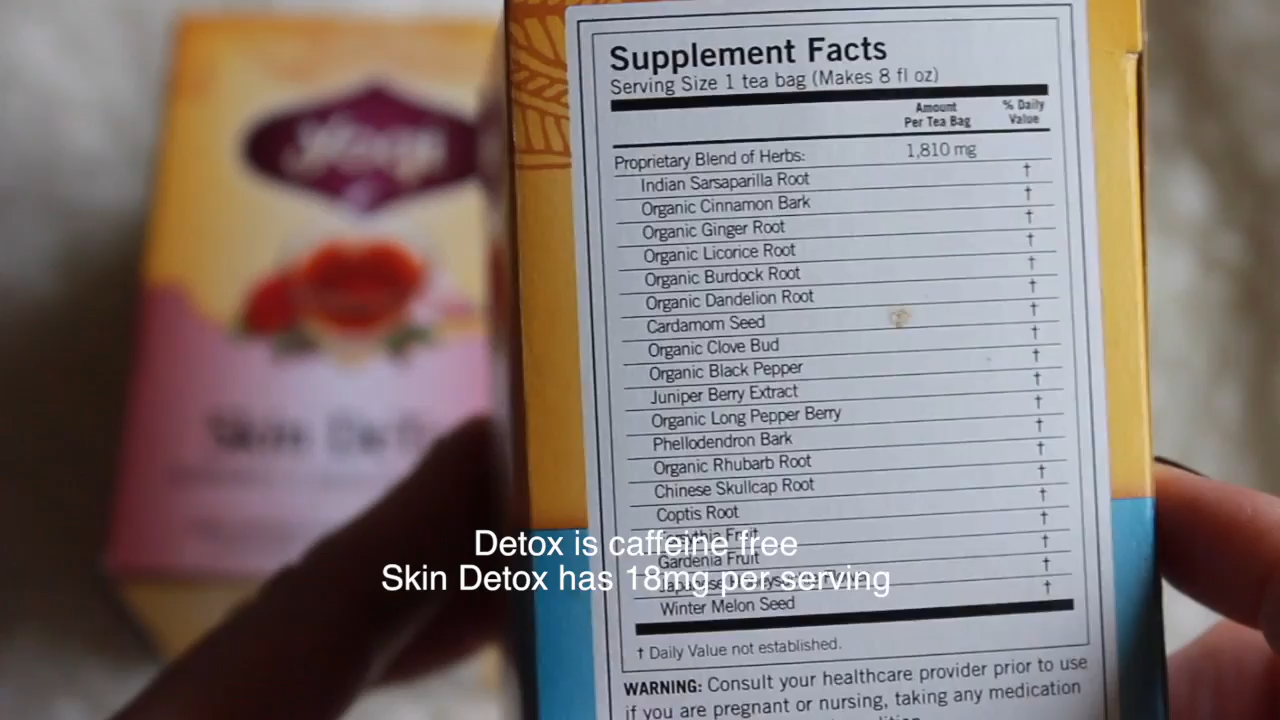 Supplement Facts
Serving Size 1 tea bag (Makes 8 fl oz)
Amount Per Tea Bag
% Daily Value
Proprietary Blend of Herbs: 1,810 mg
Indian Sarsaparilla Root †
Organic Cinnamon Bark †
Organic Ginger Root †
Organic Licorice Root †
Organic Burdock Root †
Organic Dandelion Root †
Cardamom Seed †
Organic Clove Bud †
Organic Black Pepper †
Juniper Berry Extract †
Organic Long Pepper Berry †
Phellodendron Bark †
Organic Rhubarb Root †
Chinese Skullcap Root †
Coptis Root †
Fruit †
Gardenia Fruit †
†
Winter Melon Seed †
† Daily Value not established.
WARNING: Consult your healthcare provider prior to use
if you are pregnant or nursing, taking any medication
Yogi
Skin
Detox is caffeine free
Skin Detox has 18mg per serving